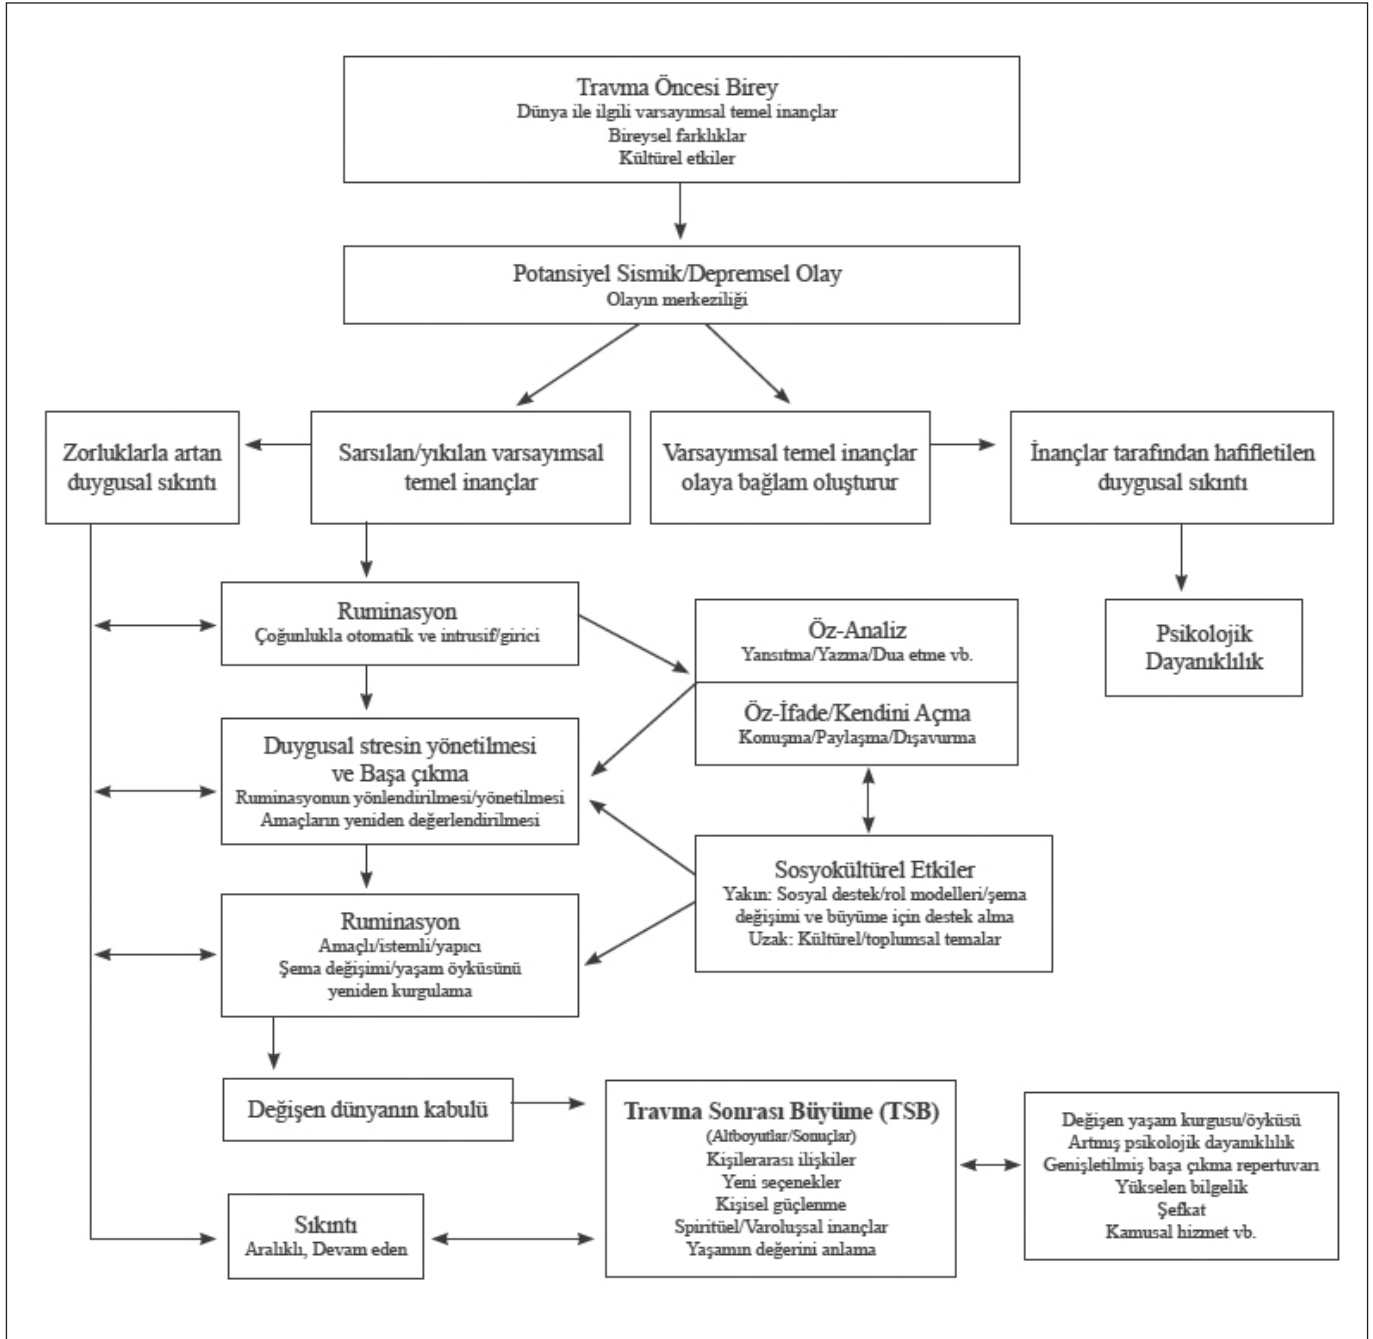 Travma Öncesi Birey
Dünya ile ilgili varsayımsal temel inançlar
Bireysel farklıklar
Kültürel etkiler
Potansiyel Sismik/Depremsel Olay
Olayın merkeziliği
Zorluklarla artan
duygusal sıkıntı
Sarsılan/yıkılan varsayımsal
temel inançlar
Varsayımsal temel inançlar
olaya bağlam oluşturur
İnançlar tarafından hafifletilen
duygusal sıkıntı
Ruminasyon
Çoğunlukla otomatik ve intrusif/girici
Öz-Analiz
Yansıtma/Yazma/Dua etme vb.
Öz-İfade/Kendini Açma
Konuşma/Paylaşma/Dışavurma
Psikolojik
Dayanıklılık
Duygusal stresin yönetilmesi
ve Başa çıkma
Ruminasyonun yönlendirilmesi/yönetilmesi
Amaçların yeniden değerlendirilmesi
Sosyokültürel Etkiler
Yakın: Sosyal destek/rol modelleri/şema
değişimi ve büyüme için destek alma
Uzak: Kültürel/toplumsal temalar
Ruminasyon
Amaçlı/istemli/yapıcı
Şema değişimi/yaşam öyküsünü
yeniden kurgulama
Değişen dünyanın kabulü
Travma Sonrası Büyüme (TSB)
(Altboyutlar/Sonuçlar)
Kişilerarası ilişkiler
Yeni seçenekler
Kişisel güçlenme
Spiritüel/Varoluşsal inançlar
Yaşamın değerini anlama
Değişen yaşam kurgusu/öyküsü
Artmış psikolojik dayanıklılık
Genişletilmiş başa çıkma repertuvarı
Yükselen bilgelik
Şefkat
Kamusal hizmet vb.
Sıkıntı
Aralıklı, Devam eden